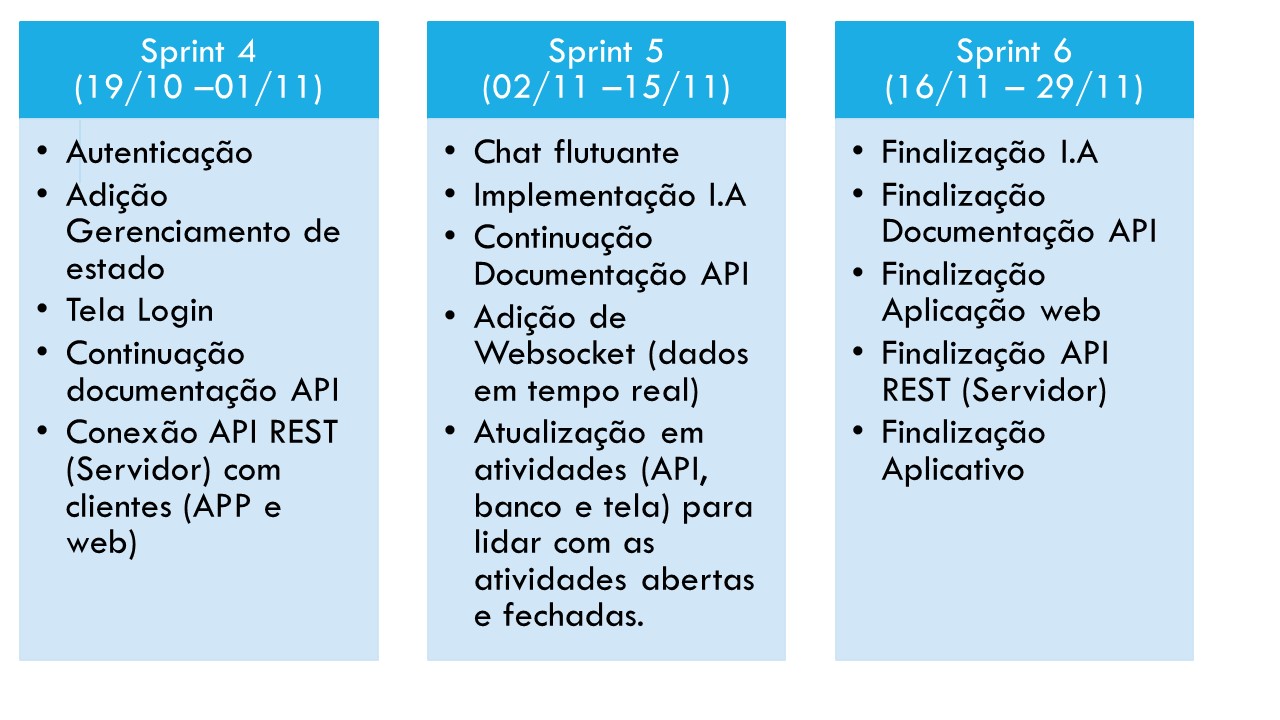 Sprint 4
(19/10 –01/11)
• Autenticação
• Adição
Gerenciamento de
estado
• Tela Login
• Continuação
documentação API
• Conexão API REST
(Servidor) com
clientes (APP e
web)
Sprint 5
(02/11 –15/11)
• Chat flutuante
• Implementação I.A
• Continuação
Documentação API
• Adição de
Websocket (dados
em tempo real)
• Atualização em
atividades (API,
banco e tela) para
lidar com as
atividades abertas
e fechadas.
Sprint 6
(16/11 – 29/11)
• Finalização I.A
• Finalização
Documentação API
• Finalização
Aplicação web
• Finalização API
REST (Servidor)
• Finalização
Aplicativo